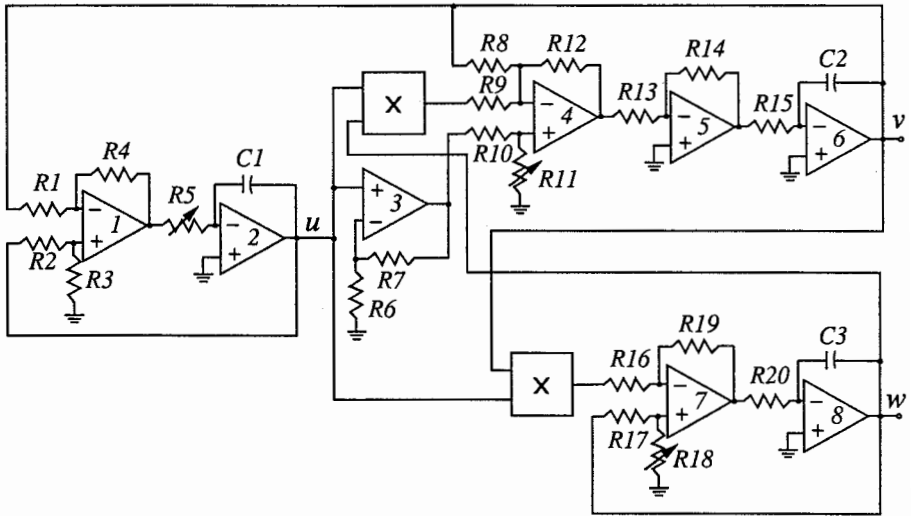 R8 R12 R14 C2
X R9 − 4 + R13 − 5 + R15 − 6 + v
R10 R11
R4 C1
R1 − 1 + R5 − 2 + u + 3 −
R2 R3 R7
R6
R19 C3
R16 − 7 + R20 − 8 + w
X R17 R18